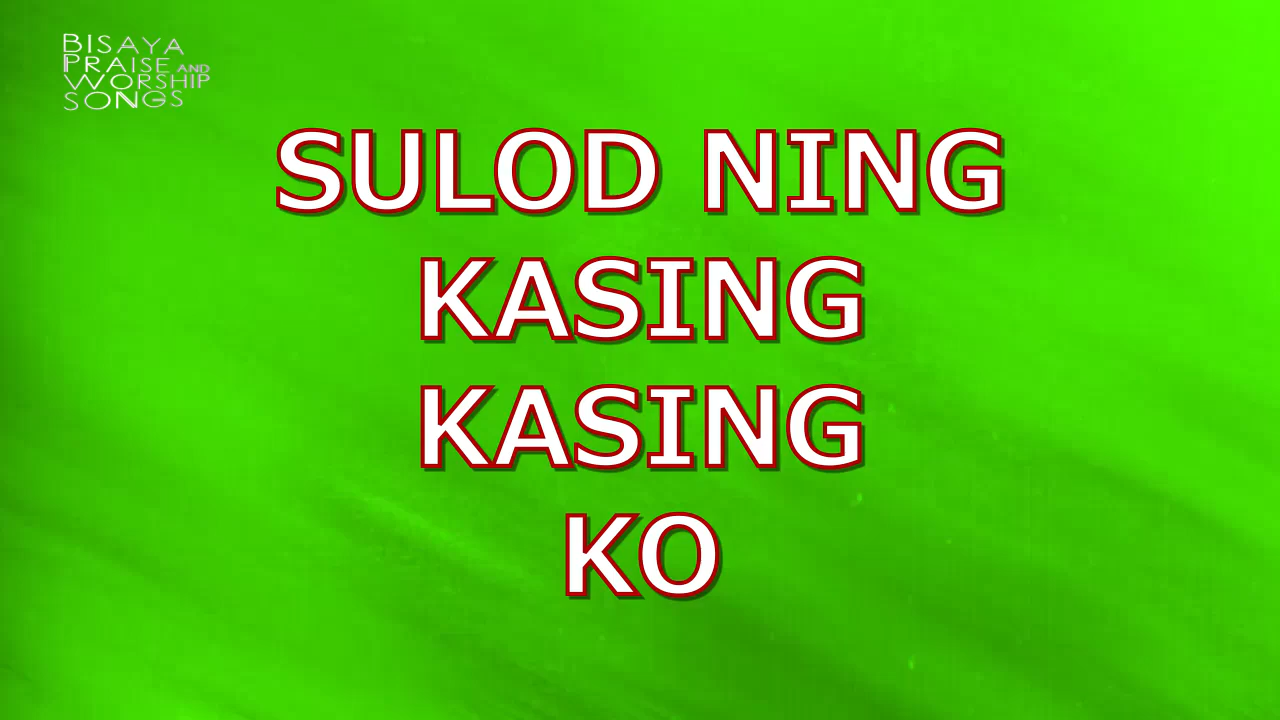 BISAYA
PRAISE AND
WORSHIP
SONGS
SULOD NING
KASING
KASING
KO